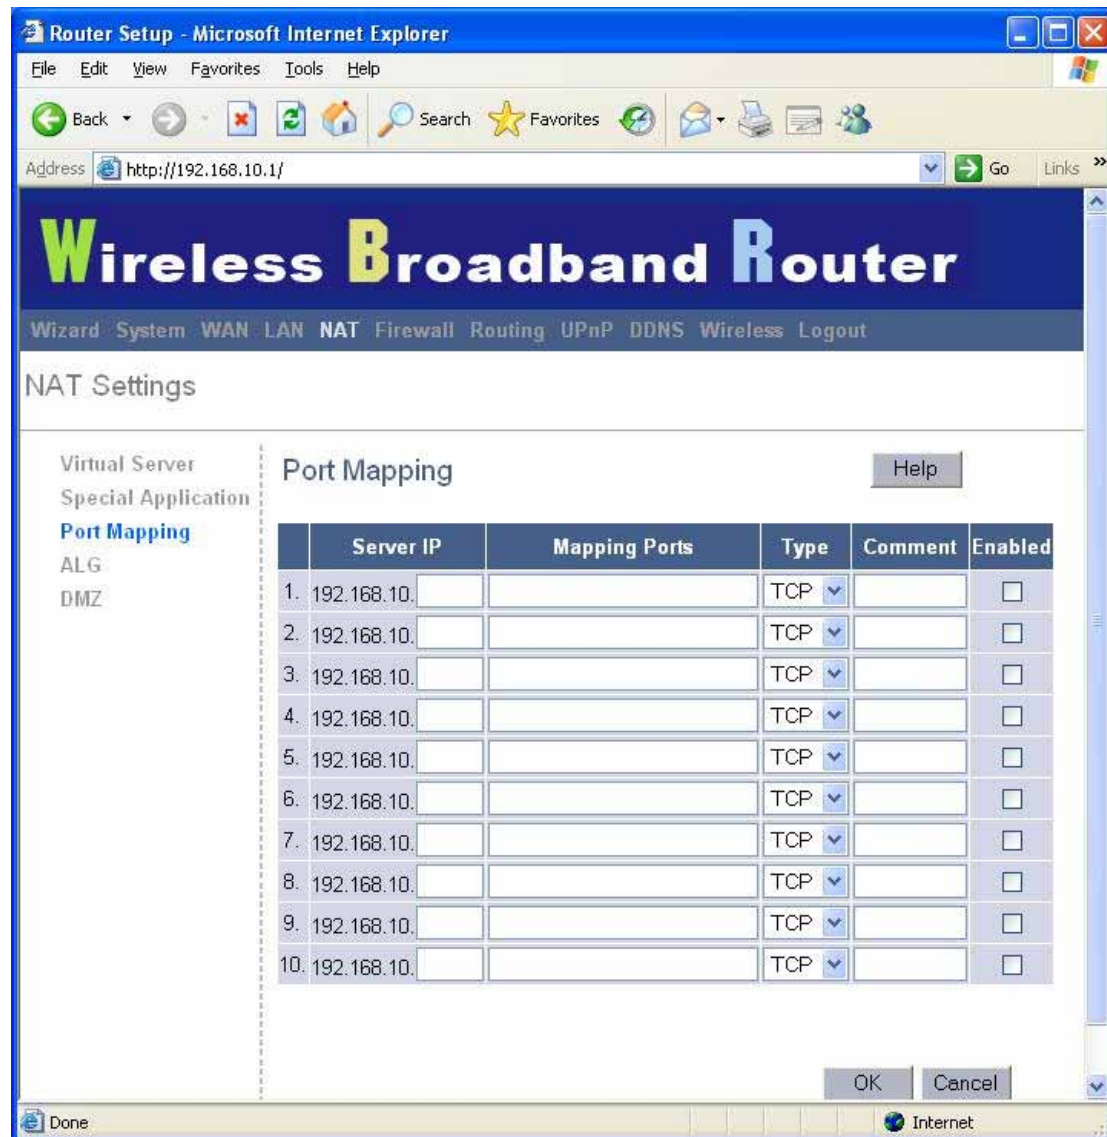 Router Setup - Microsoft Internet Explorer
File Edit View Favorites Tools Help
Back Search Favorites
Address http://192.168.10.1/ Go Links »
Wireless Broadband Router
Wizard System WAN LAN NAT Firewall Routing UPnP DDNS Wireless Logout
NAT Settings
Virtual Server
Special Application
Port Mapping
ALG
DMZ
Port Mapping Help
Server IP Mapping Ports Type Comment Enabled
1. 192.168.10. TCP
2. 192.168.10. TCP
3. 192.168.10. TCP
4. 192.168.10. TCP
5. 192.168.10. TCP
6. 192.168.10. TCP
7. 192.168.10. TCP
8. 192.168.10. TCP
9. 192.168.10. TCP
10. 192.168.10. TCP
OK Cancel
Done Internet